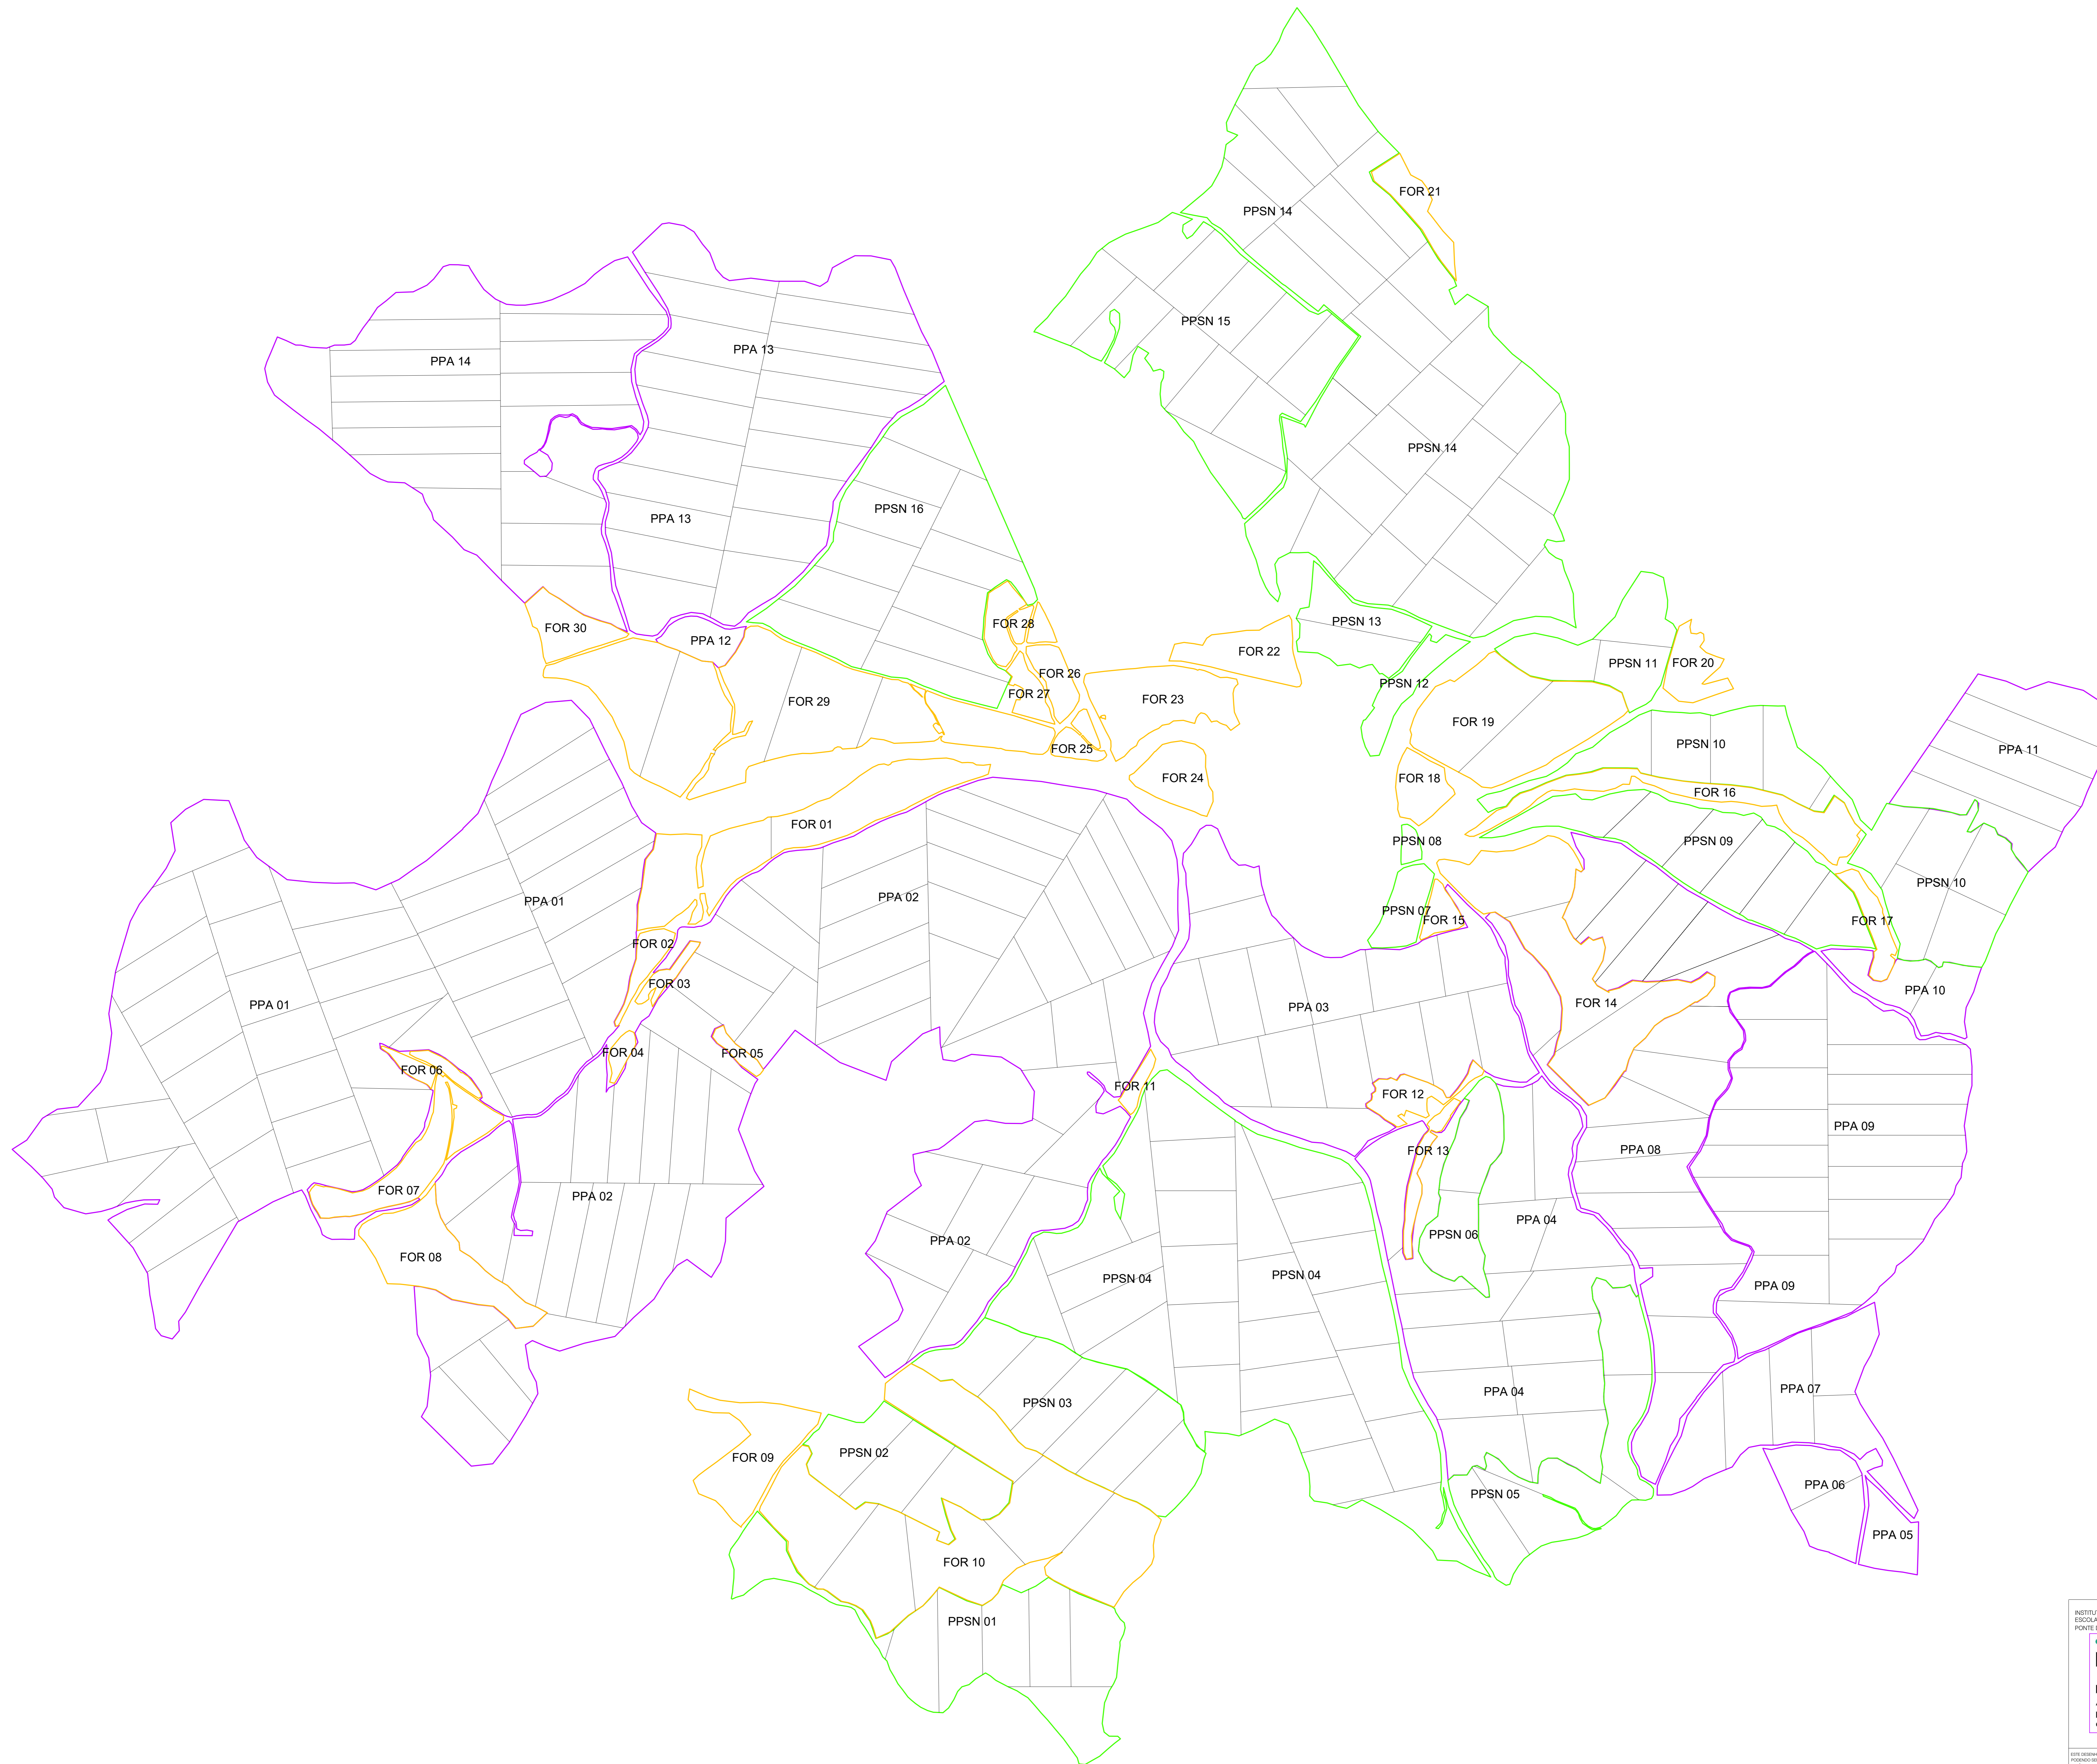 FOR 21
PPSN 14
PPSN 15
PPA 13
PPA 14
PPSN 14
PPSN 16
PPA 13
PPSN 13
FOR 28
FOR 30
PPA 12
FOR 22
PPSN 11
FOR 20
FOR 26
PPSN 12
FOR 27
FOR 23
FOR 29
FOR 19
PPSN 10
FOR 25
PPA 11
FOR 24
FOR 18
FOR 16
FOR 01
PPSN 08
PPSN 09
PPSN 10
PPA 02
PPA 01
PPSN 07
FOR 15
FOR 17
FOR 02
FOR 03
PPA 10
FOR 14
PPA 01
PPA 03
FOR 04
FOR 05
FOR 06
FOR 11
FOR 12
PPA 09
FOR 13
PPA 08
FOR 07
PPA 02
PPA 04
PPSN 06
PPA 02
FOR 08
PPSN 04
PPSN 04
PPA 09
PPA 07
PPA 04
PPSN 03
PPSN 02
FOR 09
PPA 06
PPSN 05
PPA 05
FOR 10
PPSN 01
INSTITU
ESCOLA
PONTE